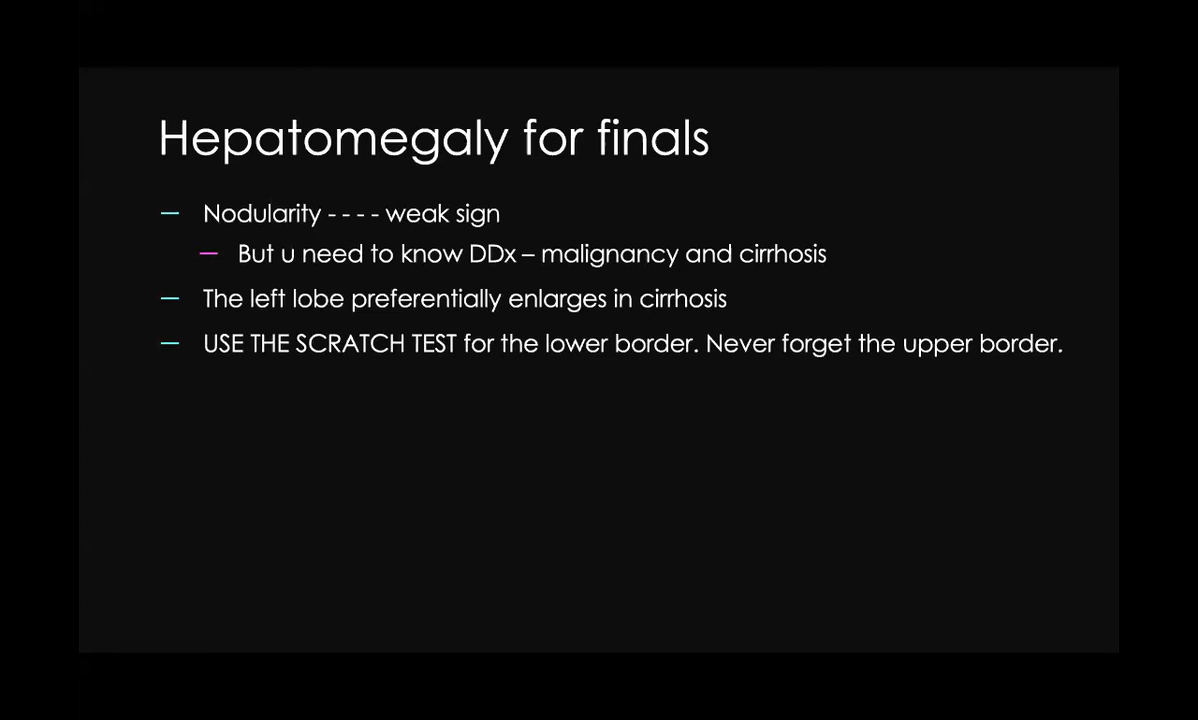 Hepatomegaly for finals
— Nodularity - - - - weak sign
— But u need to know DDx – malignancy and cirrhosis
— The left lobe preferentially enlarges in cirrhosis
— USE THE SCRATCH TEST for the lower border. Never forget the upper border.